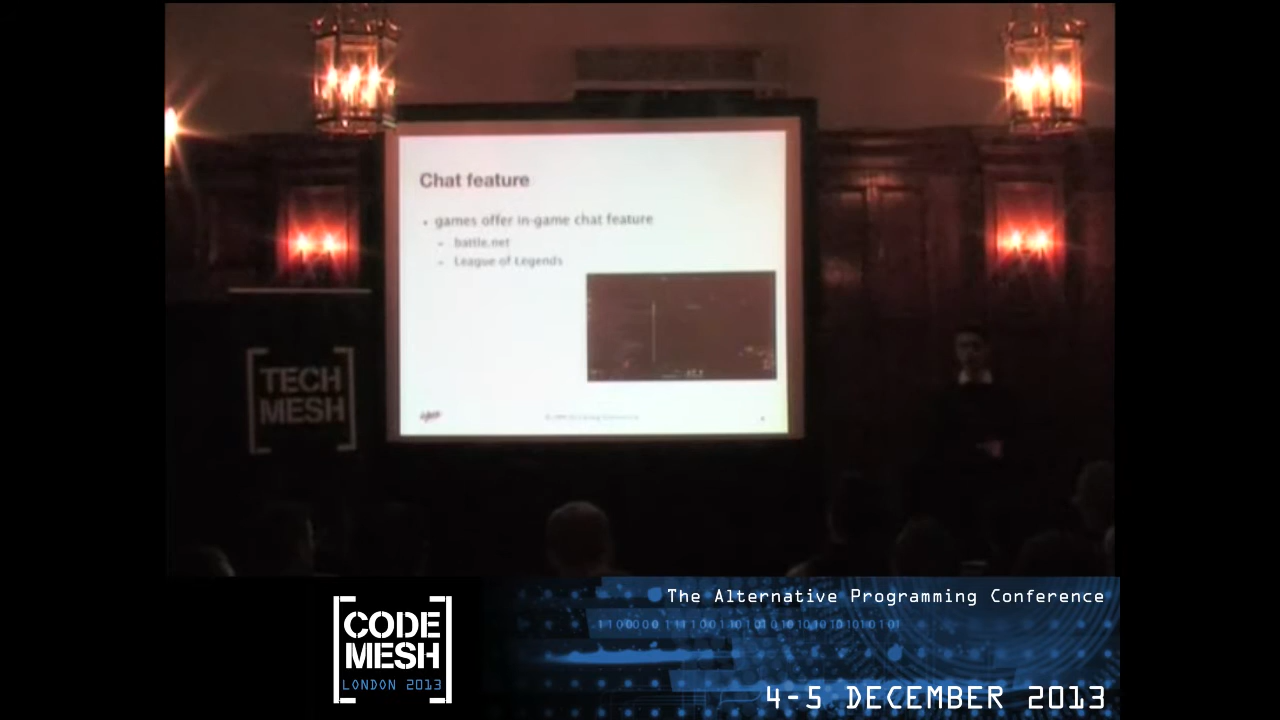 Chat feature
• games offer in-game chat feature
- battle.net
- League of Legends
[TECH
MESH]
[CODE
MESH]
LONDON 2013
The Alternative Programming Conference
4-5 DECEMBER 2013